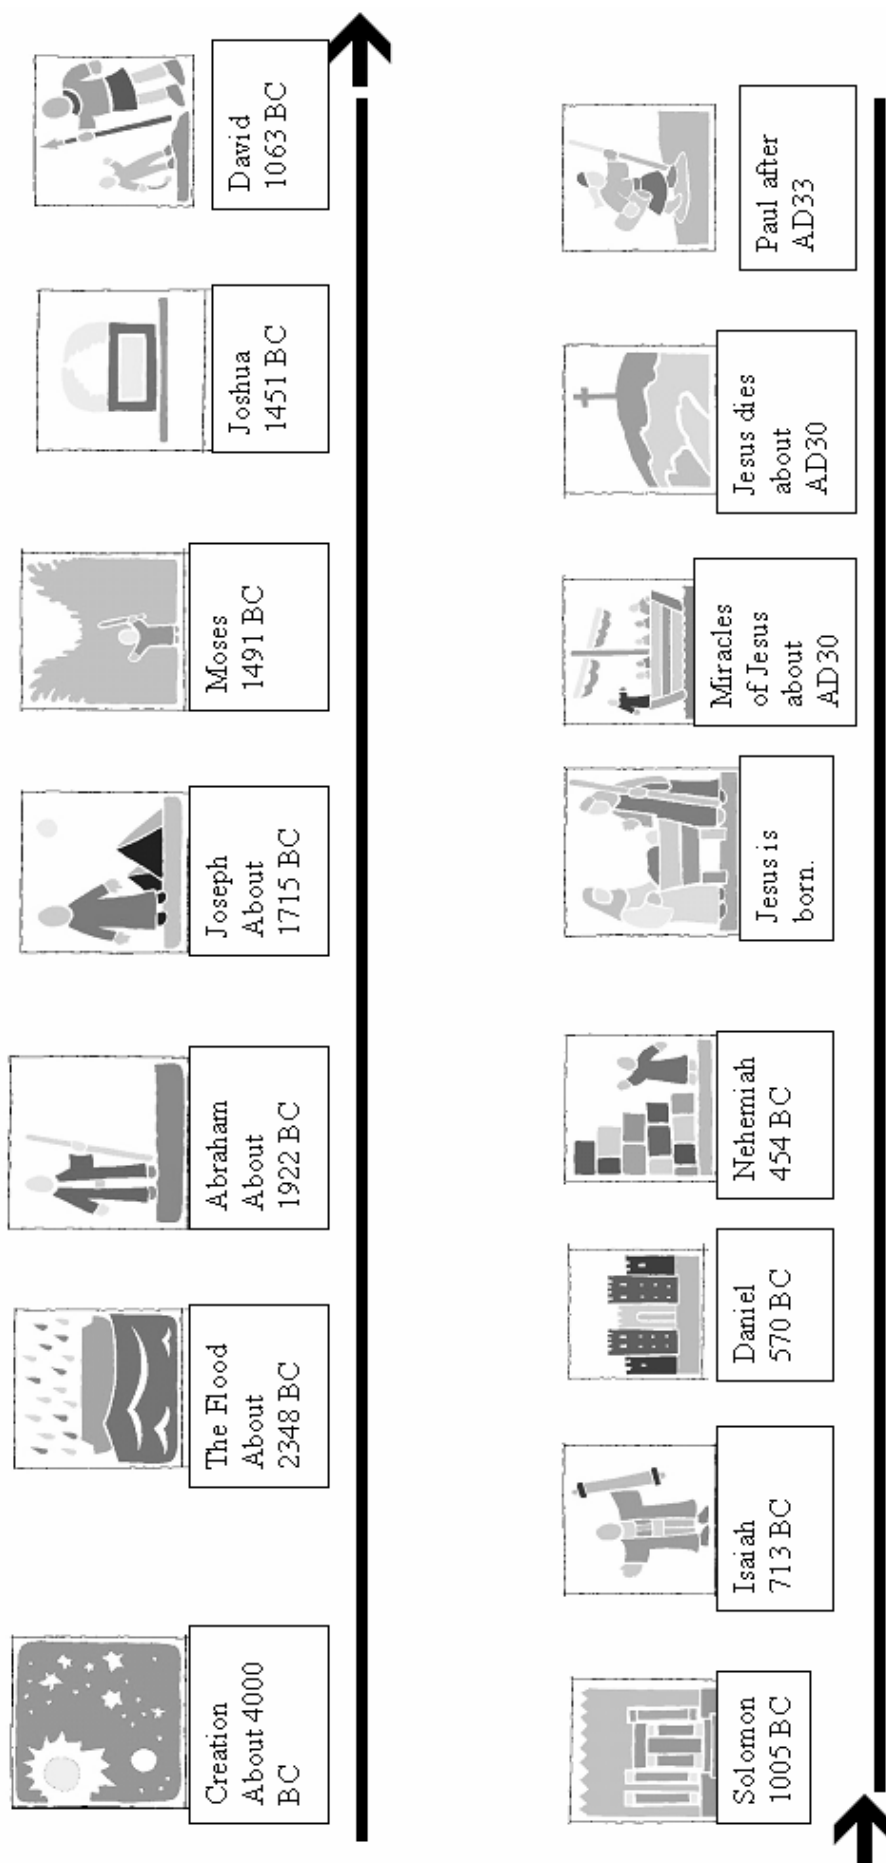 Creation
About 4000
BC
The Flood
About
2348 BC
Abraham
About
1922 BC
Joseph
About
1715 BC
Moses
1491 BC
Joshua
1451 BC
David
1063 BC
Solomon
1005 BC
Isaiah
713 BC
Daniel
570 BC
Nehemiah
454 BC
Jesus is
born.
Miracles
of Jesus
about
AD30
Jesus dies
about
AD30
Paul after
AD33